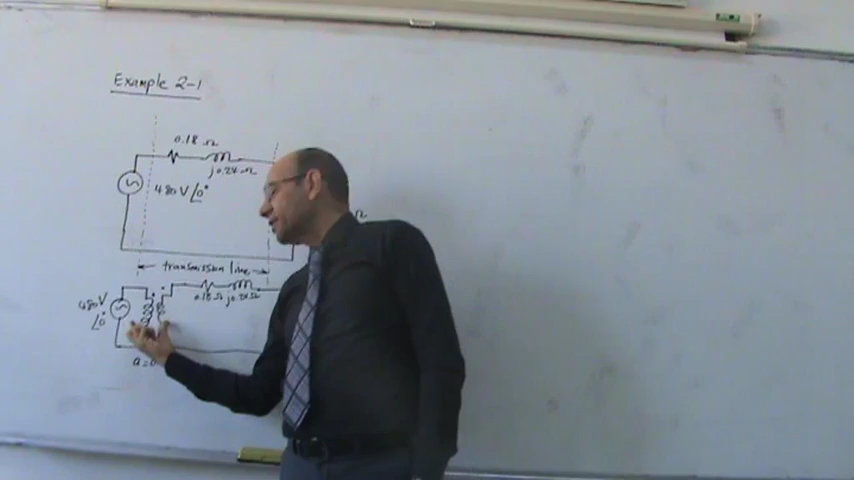 Example 2-1
0.18 Ω
j0.24 Ω
480 V ∠0°
Ω
transmission line
480V
∠0°
0.18 Ω j0.24 Ω